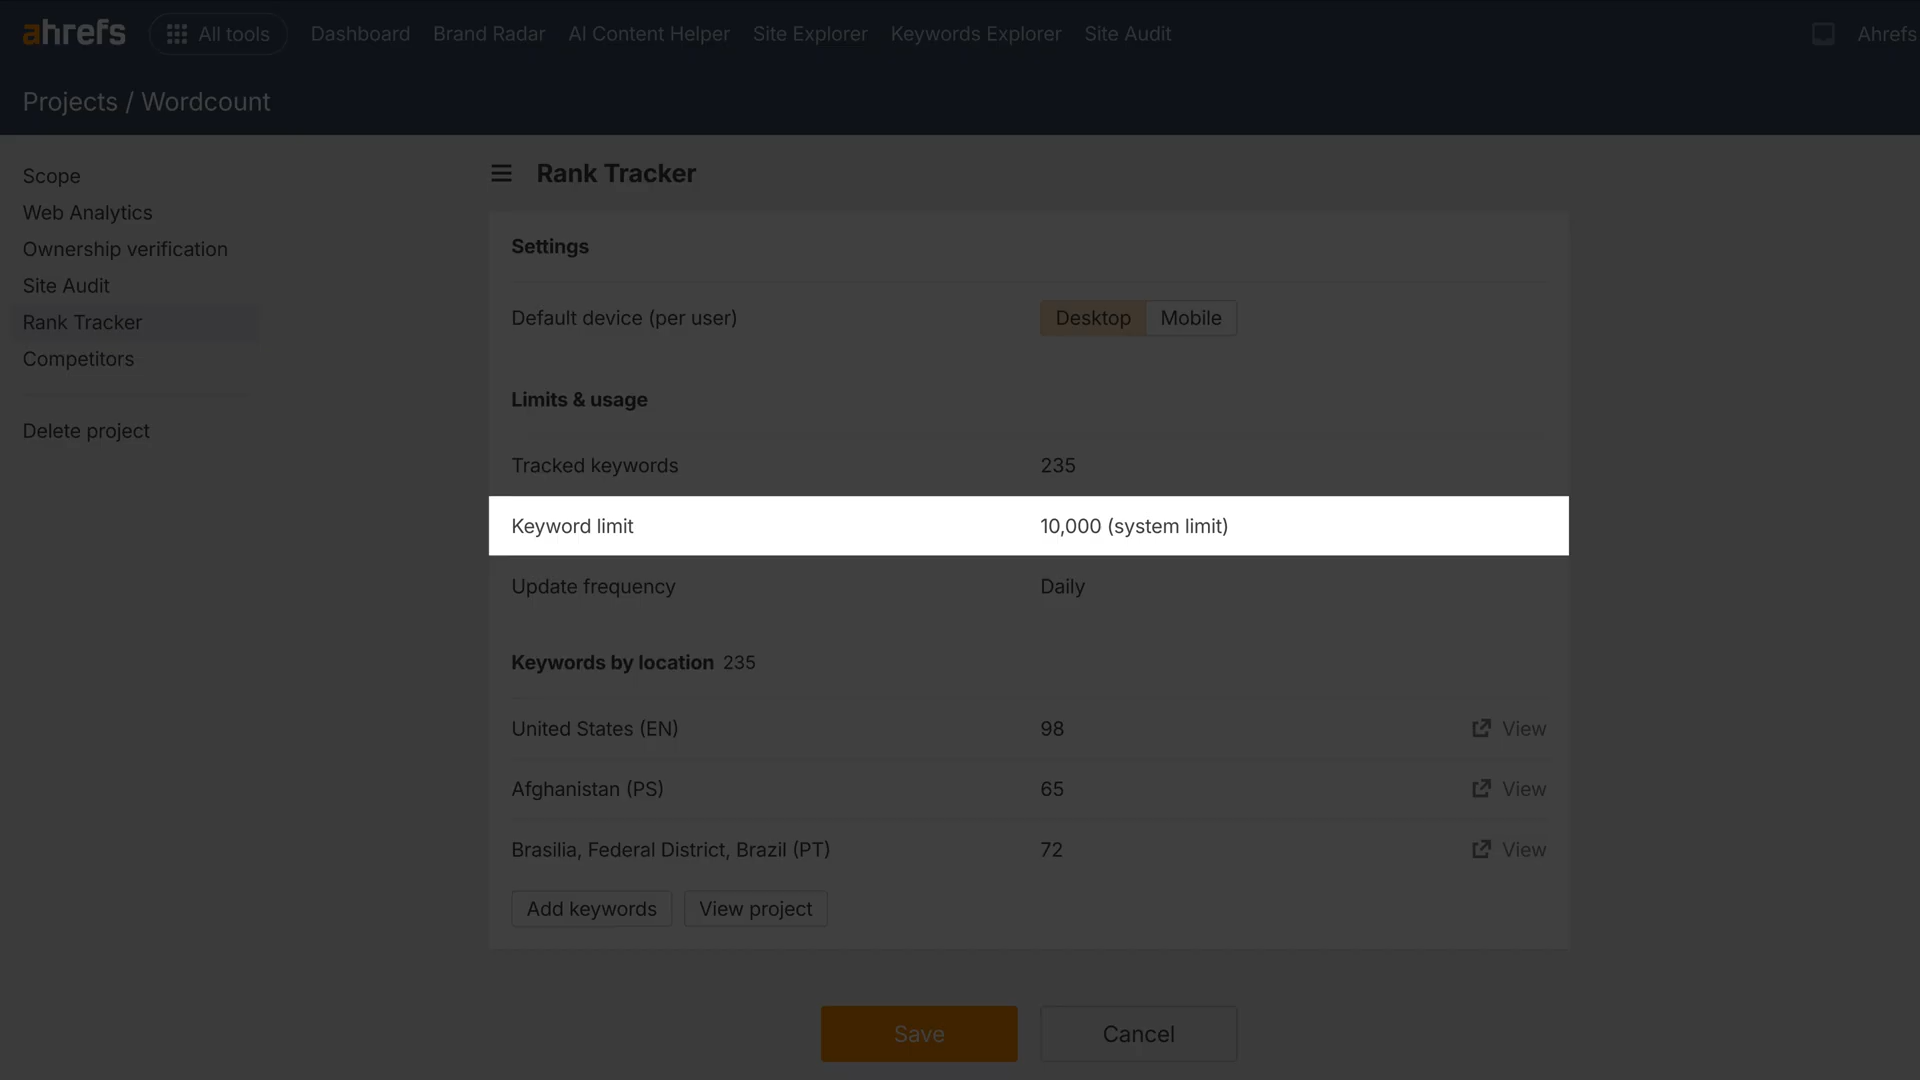 ahrefs All tools Dashboard Brand Radar AI Content Helper Site Explorer Keywords Explorer Site Audit Ahrefs
Projects / Wordcount
Scope
Web Analytics
Ownership verification
Site Audit
Rank Tracker
Competitors
Delete project
Rank Tracker
Settings
Default device (per user) Desktop Mobile
Limits & usage
Tracked keywords 235
Keyword limit 10,000 (system limit)
Update frequency Daily
Keywords by location 235
United States (EN) 98 View
Afghanistan (PS) 65 View
Brasilia, Federal District, Brazil (PT) 72 View
Add keywords View project
Save Cancel